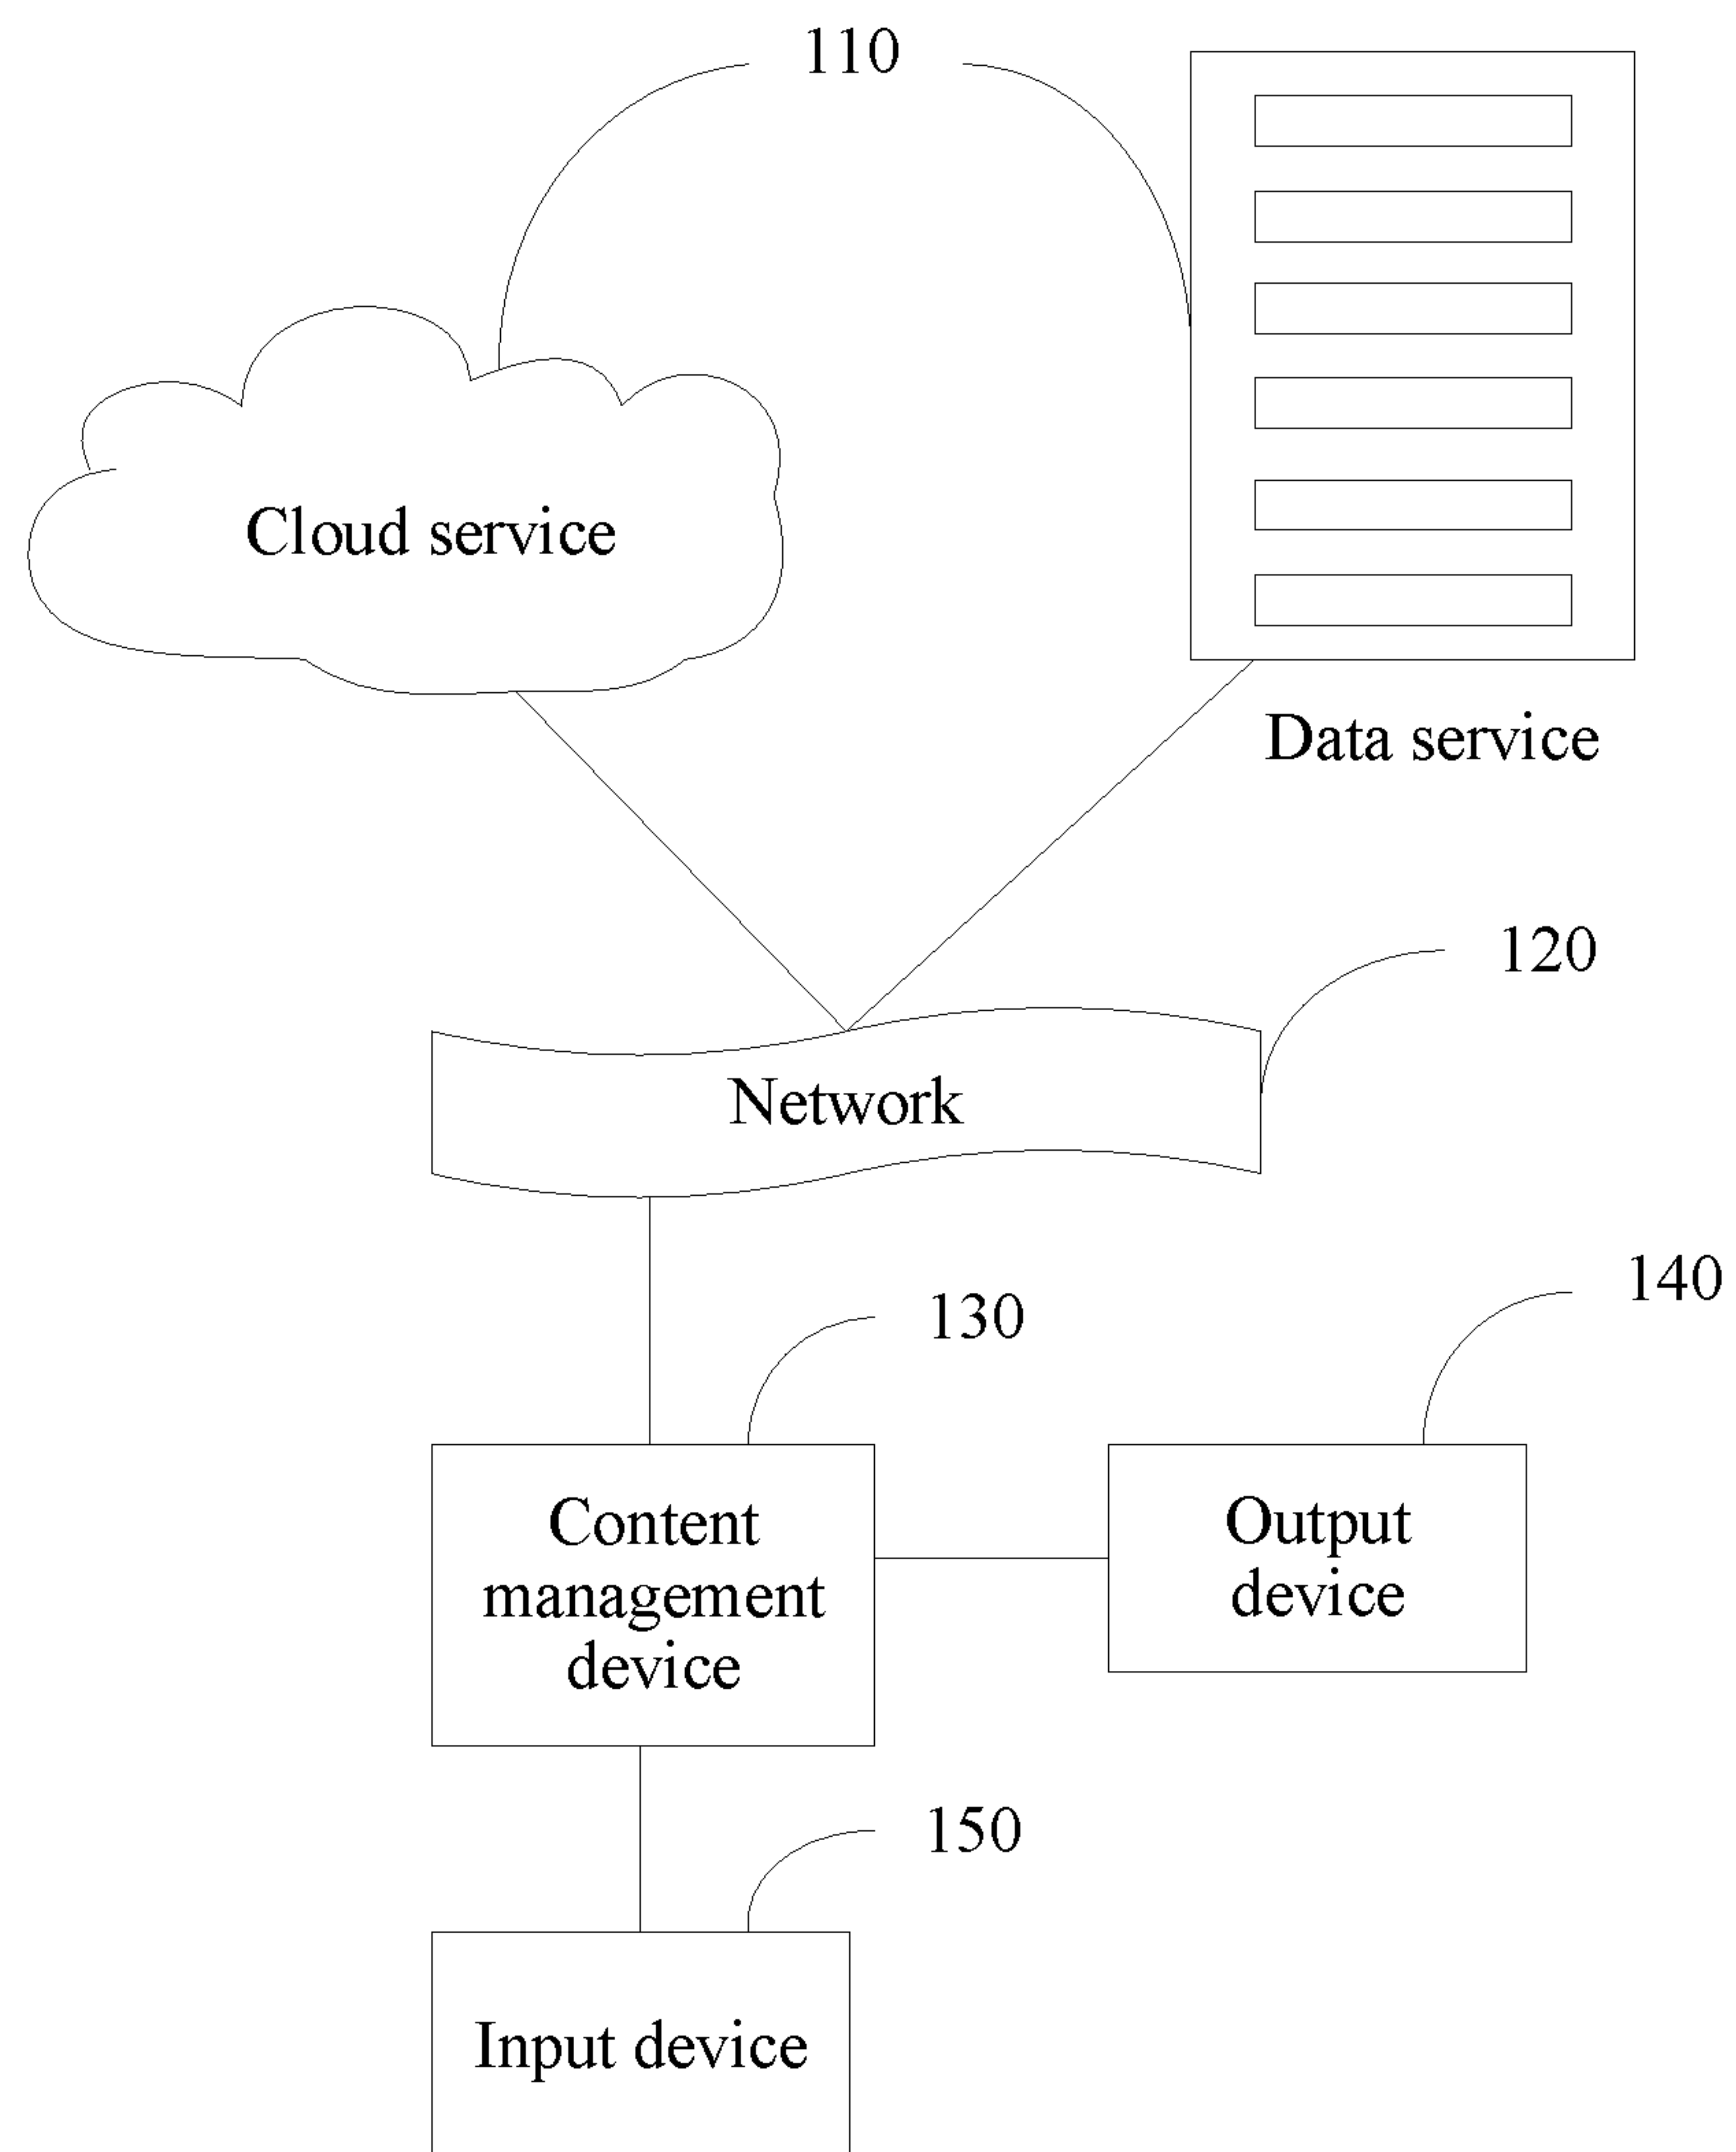 110
Cloud service
Data service
120
Network
140
130
Content
management
device
Output
device
150
Input device